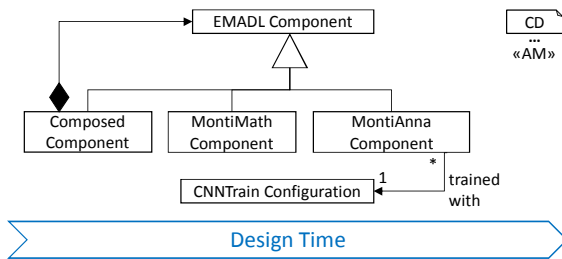 EMADL Component
CD
...
«AM»
Composed
Component
MontiMath
Component
MontiAnna
Component
*
1
trained
with
CNNTrain Configuration
Design Time